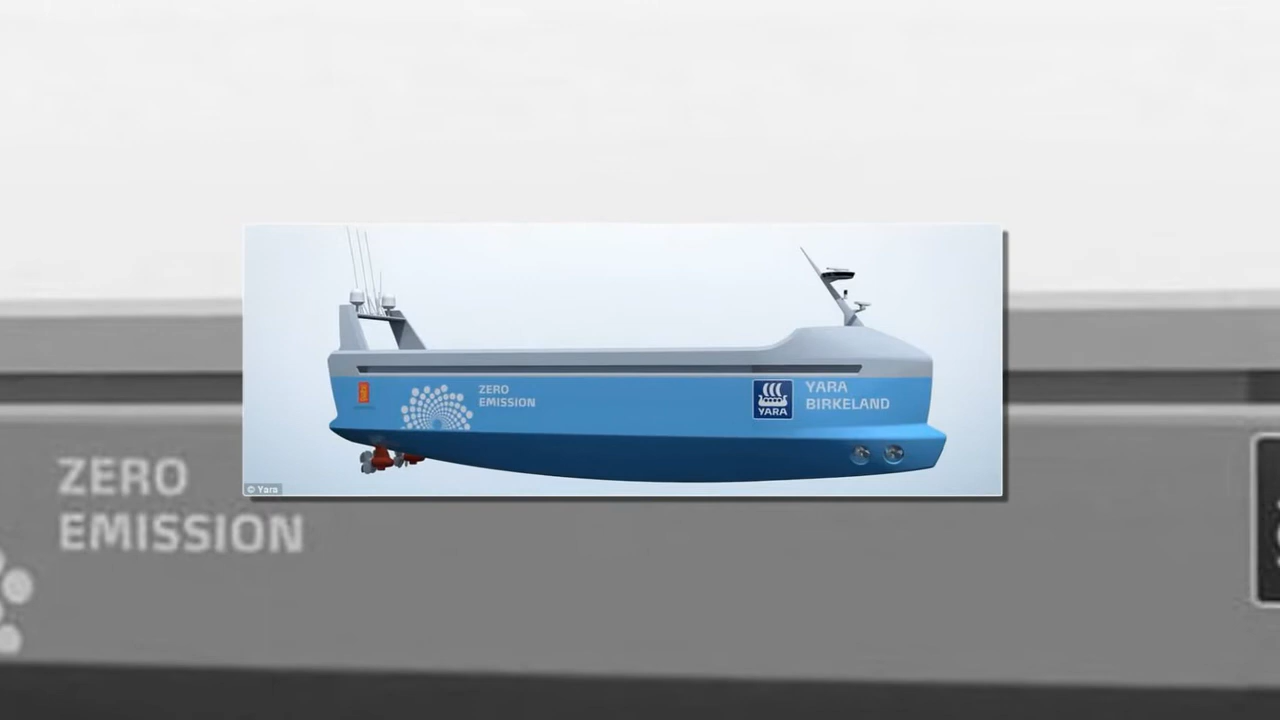 ZERO
EMISSION
YARA
YARA
BIRKELAND
© Yara
ZERO
EMISSION